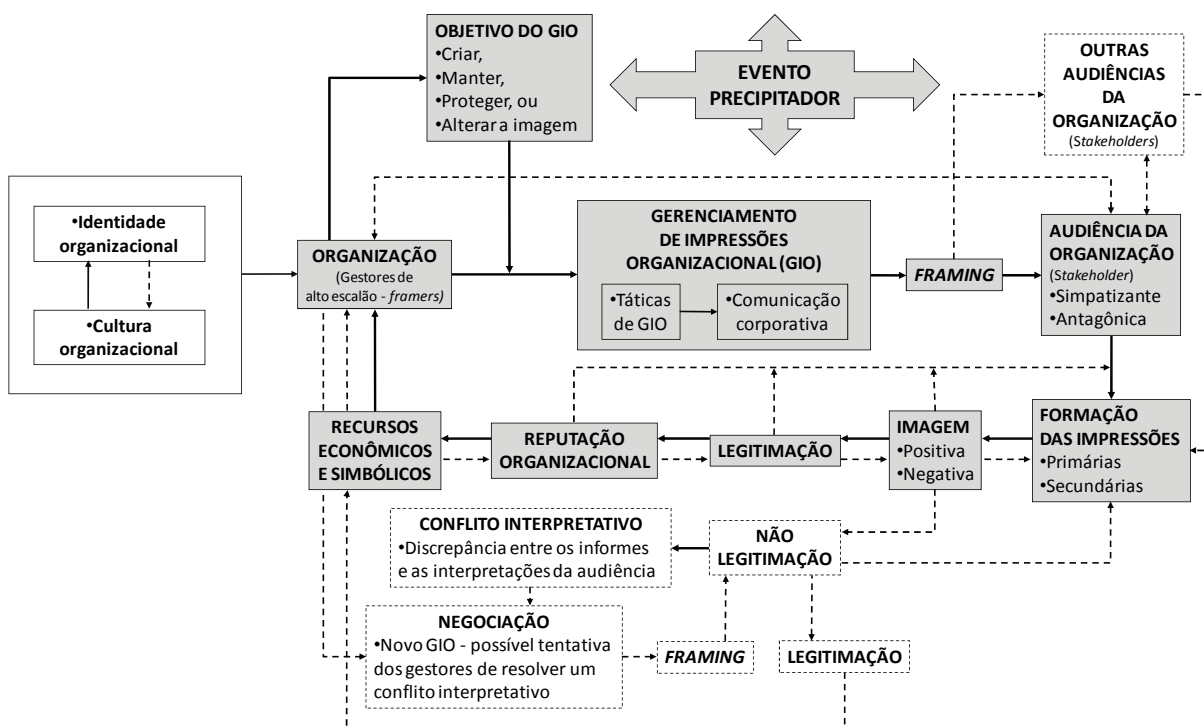 OBJETIVO DO GIO
•Criar,
•Manter,
•Proteger, ou
•Alterar a imagem
EVENTO
PRECIPITADOR
OUTRAS
AUDIÊNCIAS
DA
ORGANIZAÇÃO
(Stakeholders)
•Identidade
organizacional
•Cultura
organizacional
ORGANIZAÇÃO
(Gestores de
alto escalão - framers)
GERENCIAMENTO
DE IMPRESSÕES
ORGANIZACIONAL (GIO)
•Táticas
de GIO
•Comunicação
corporativa
FRAMING
AUDIÊNCIA DA
ORGANIZAÇÃO
(Stakeholder)
•Simpatizante
•Antagônica
RECURSOS
ECONÔMICOS
E SIMBÓLICOS
REPUTAÇÃO
ORGANIZACIONAL
LEGITIMAÇÃO
IMAGEM
•Positiva
•Negativa
FORMAÇÃO
DAS IMPRESSÕES
•Primárias
•Secundárias
CONFLITO INTERPRETATIVO
•Discrepância entre os informes
e as interpretações da audiência
NÃO
LEGITIMAÇÃO
NEGOCIAÇÃO
•Novo GIO - possível tentativa
dos gestores de resolver um
conflito interpretativo
FRAMING
LEGITIMAÇÃO